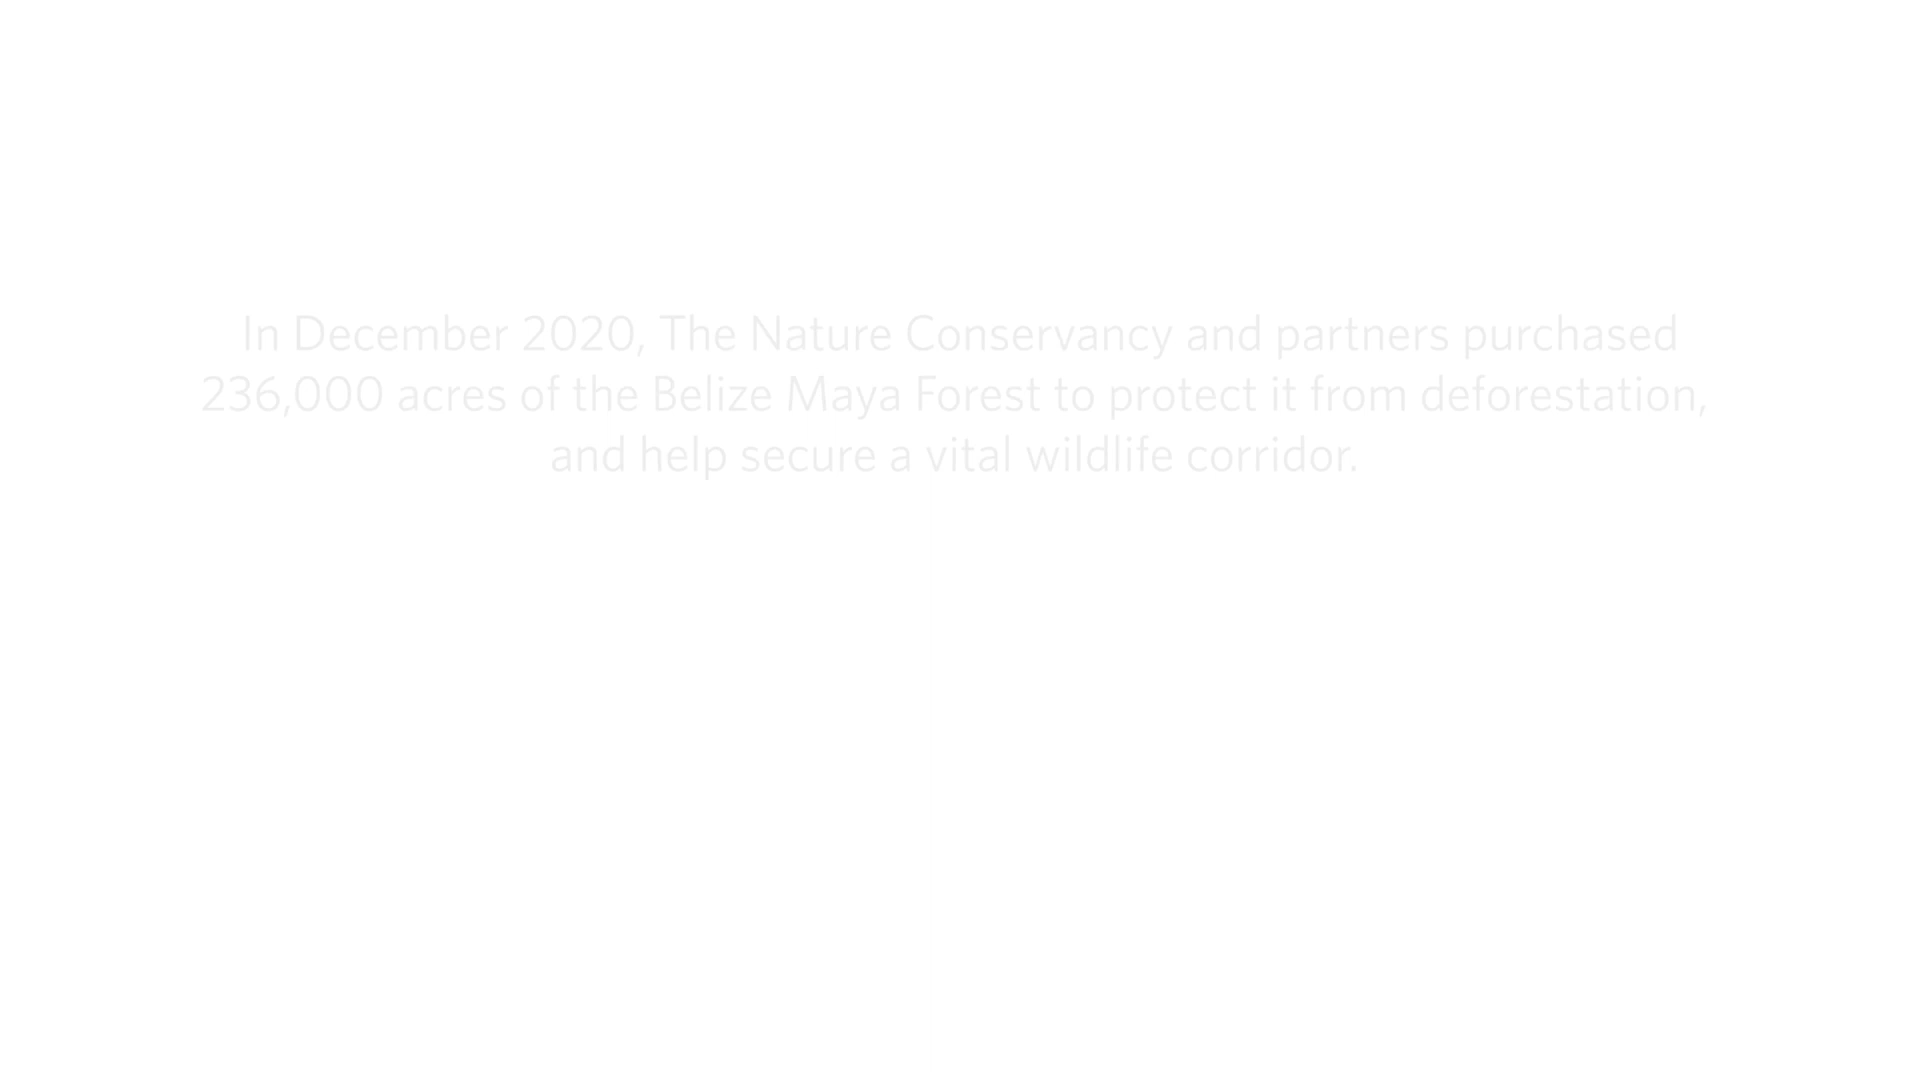 In December 2020, The Nature Conservancy and partners purchased
236,000 acres of the Belize Maya Forest to protect it from deforestation,
and help secure a vital wildlife corridor.